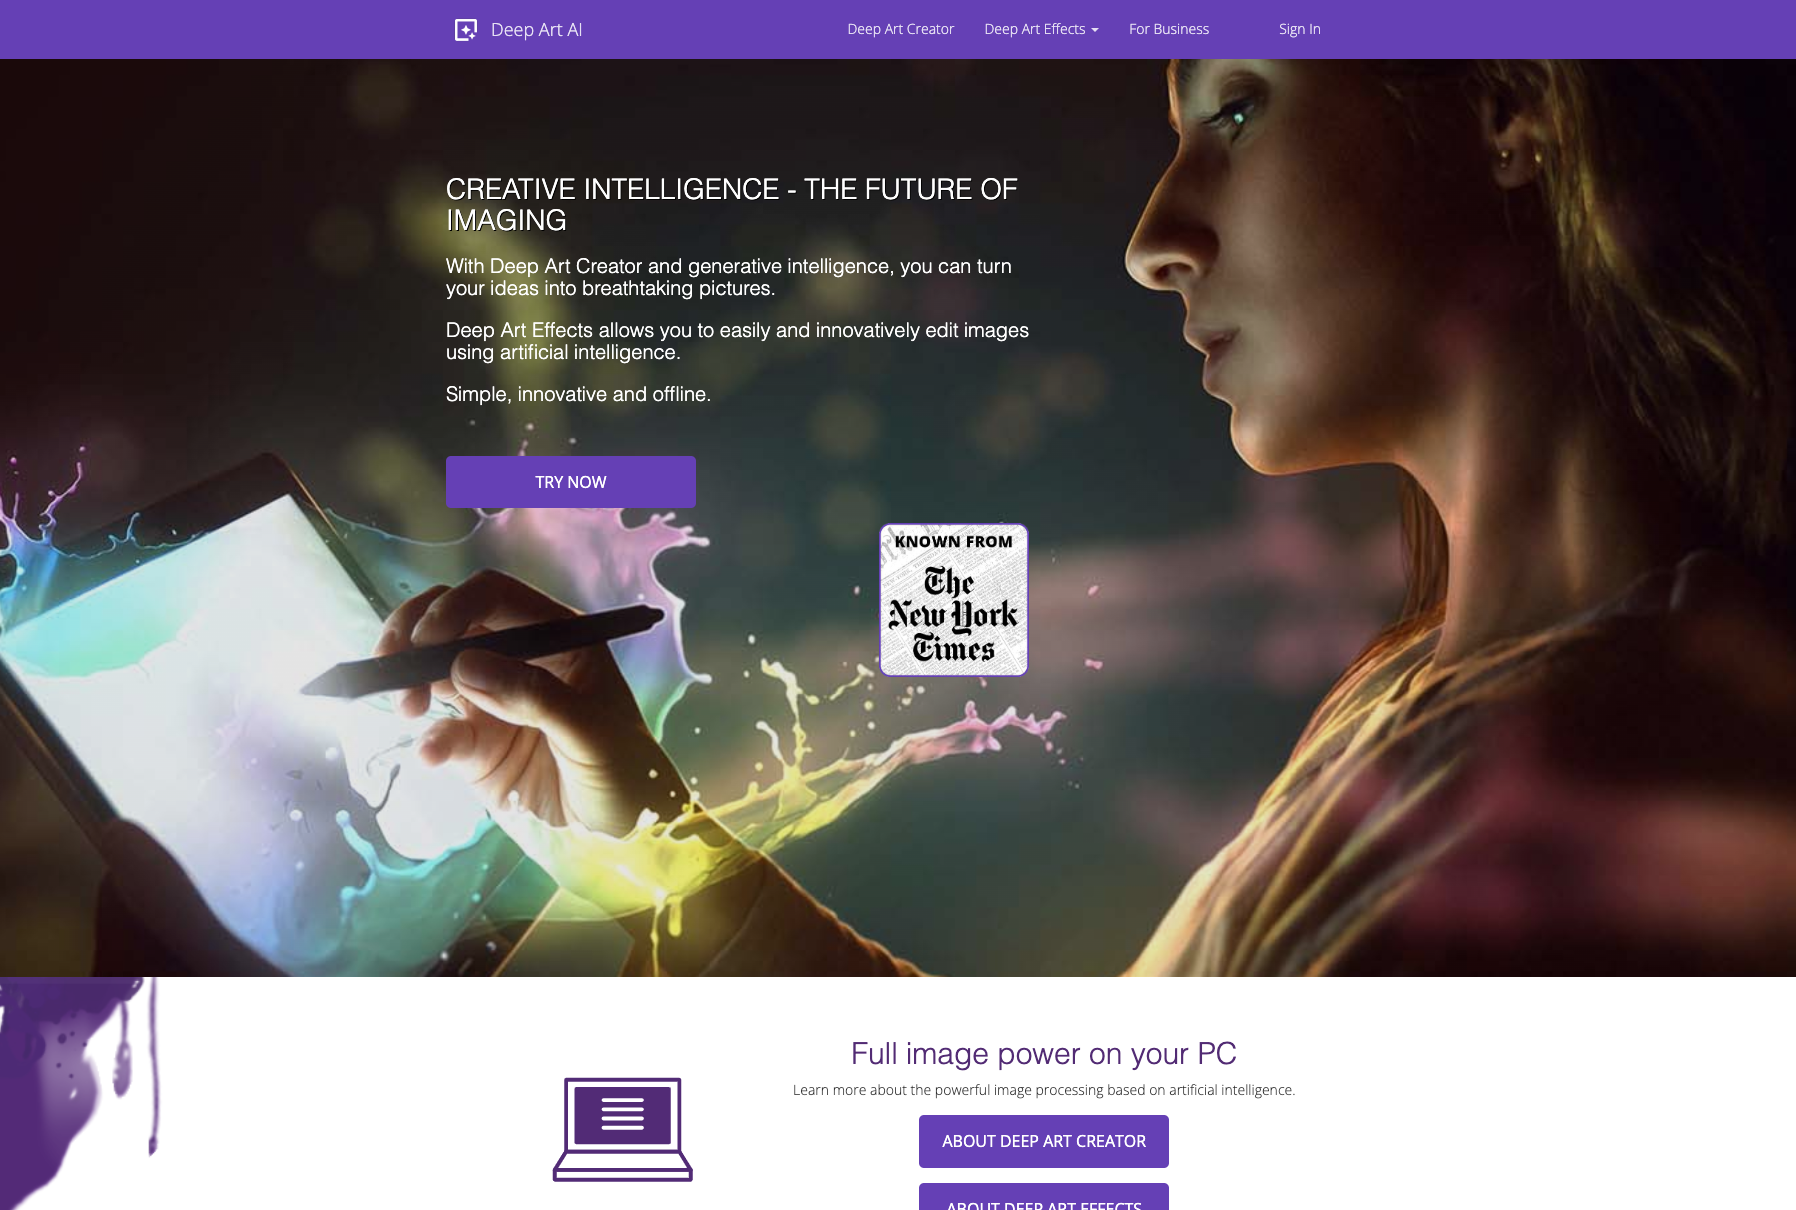 Deep Art AI
Deep Art Creator
Deep Art Effects
For Business
Sign In
CREATIVE INTELLIGENCE - THE FUTURE OF
IMAGING
With Deep Art Creator and generative intelligence, you can turn
your ideas into breathtaking pictures.
Deep Art Effects allows you to easily and innovatively edit images
using artificial intelligence.
Simple, innovative and offline.
TRY NOW
KNOWN FROM
The
New York
Times
Full image power on your PC
Learn more about the powerful image processing based on artificial intelligence.
ABOUT DEEP ART CREATOR
ABOUT DEEP ART EFFECTS